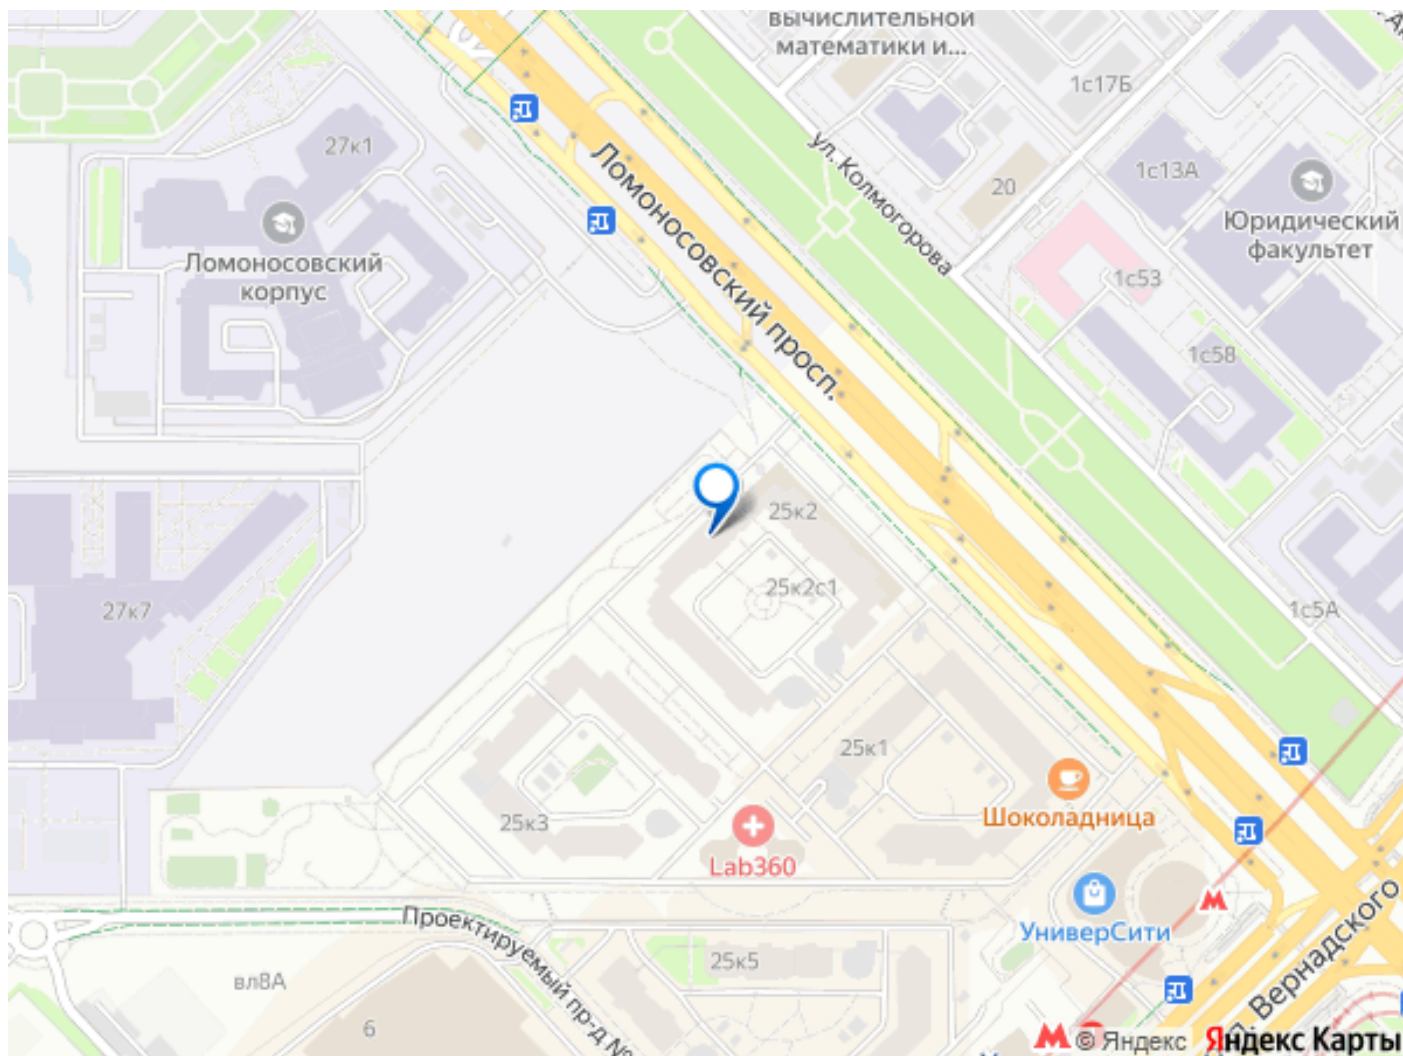 вычислительной
математики и...
1с17Б
27к1
ул. Колмогорова
Ломоносовский просп.
20
1с13А
Юридический
факультет
Ломоносовский
корпус
1с53
1с58
25к2
25к2с1
27к7
1с5А
25к1
Шоколадница
25к3
Lab360
Проектируемый пр-д №
УниверСити
25к5
вл8А
6
Вернадского
© Яндекс
Яндекс Карты